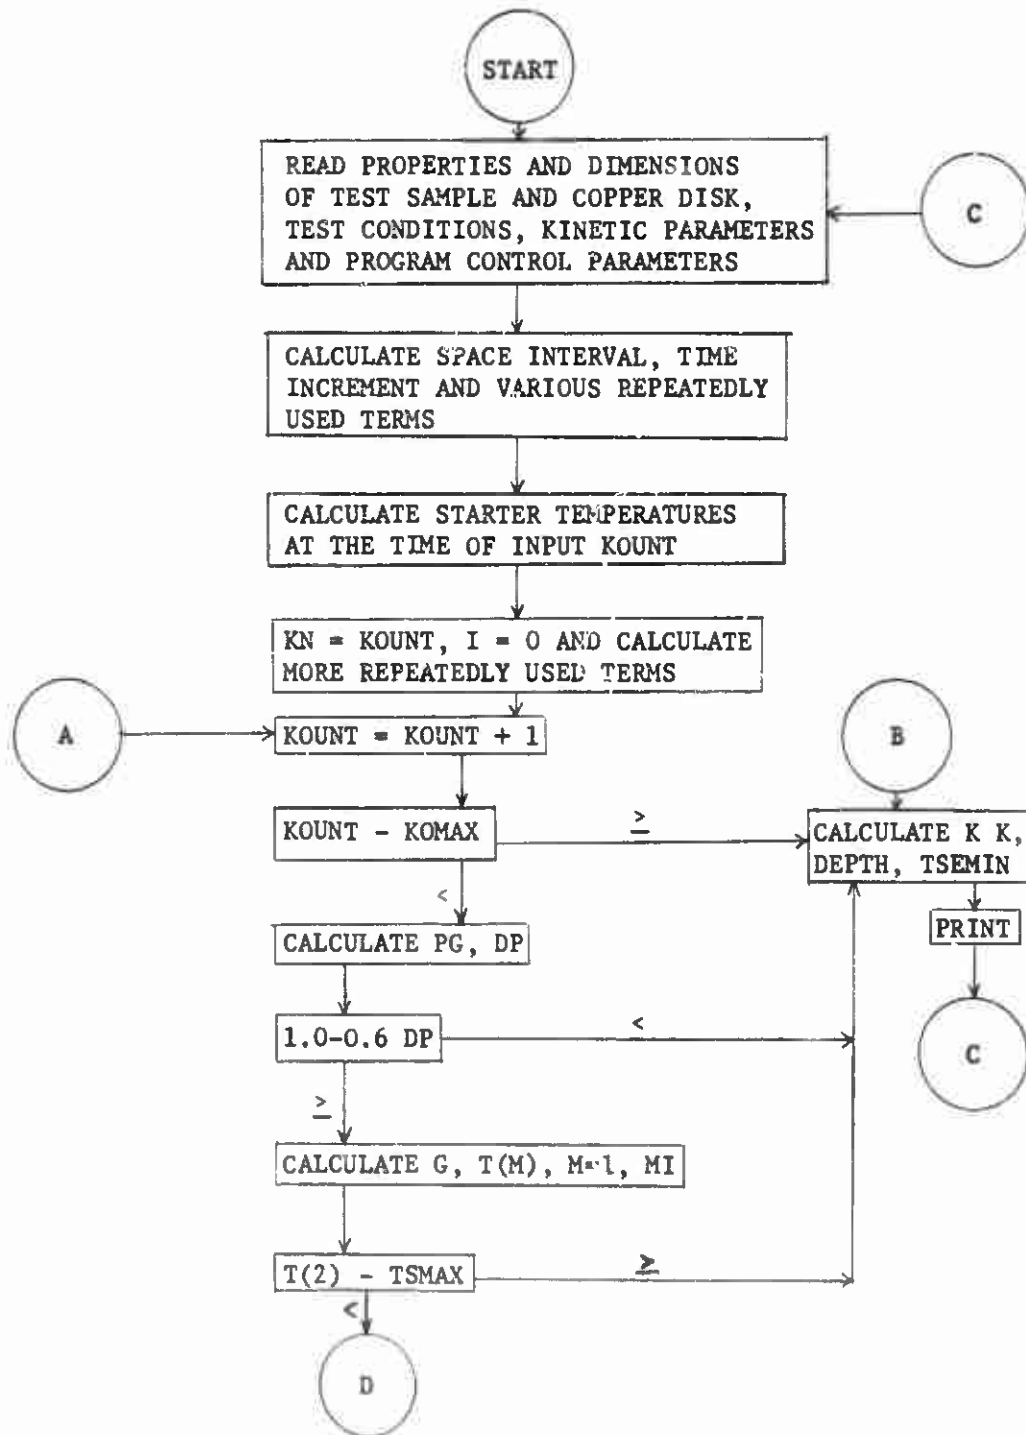 START
READ PROPERTIES AND DIMENSIONS
OF TEST SAMPLE AND COPPER DISK,
TEST CONDITIONS, KINETIC PARAMETERS
AND PROGRAM CONTROL PARAMETERS
C
CALCULATE SPACE INTERVAL, TIME
INCREMENT AND VARIOUS REPEATEDLY
USED TERMS
CALCULATE STARTER TEMPERATURES
AT THE TIME OF INPUT KOUNT
KN = KOUNT, I = 0 AND CALCULATE
MORE REPEATEDLY USED TERMS
A
KOUNT = KOUNT + 1
B
KOUNT - KOMAX
≥
CALCULATE K K,
DEPTH, TSEMIN
<
PRINT
CALCULATE PG, DP
1.0-0.6 DP
<
C
≥
CALCULATE G, T(M), M=1, MI
T(2) - TSMAX
≥
<
D